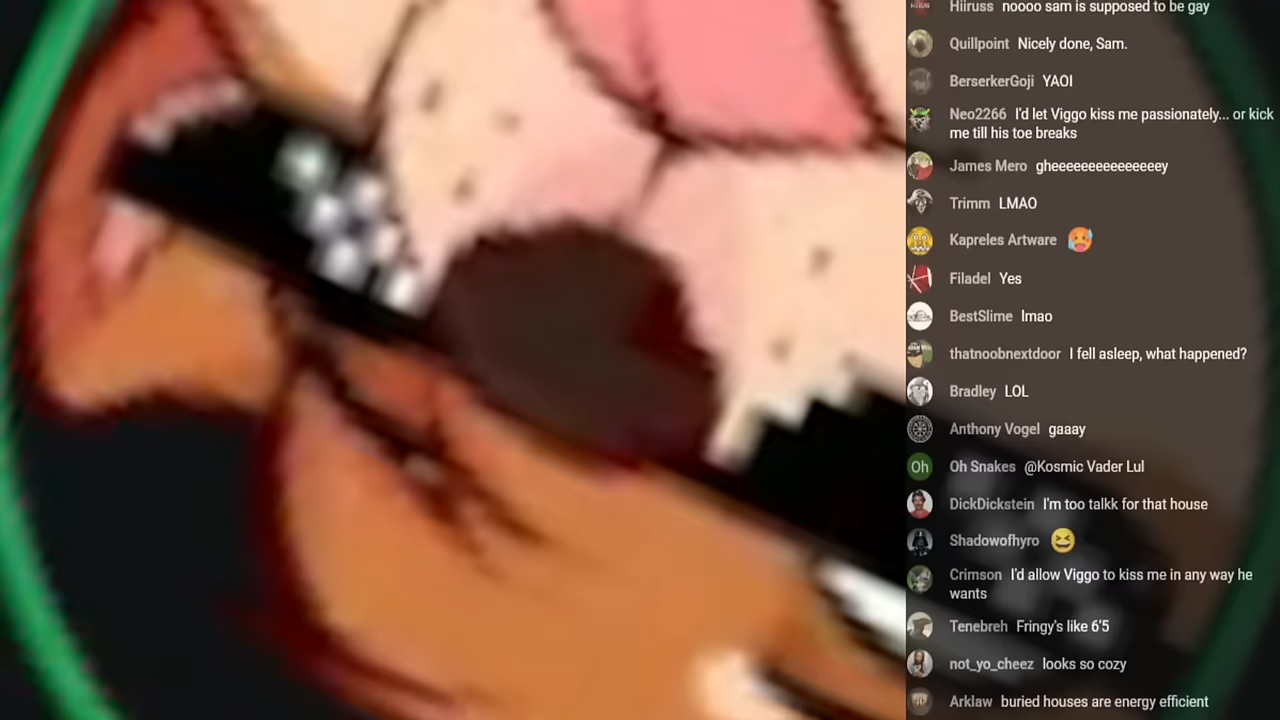 Hiiruss noooo sam is supposed to be gay
Quillpoint Nicely done, Sam.
BerserkerGoji YAOI
Neo2266 I'd let Viggo kiss me passionately... or kick
me till his toe breaks
James Mero gheeeeeeeeeeeeeey
Trimm LMAO
Kapreles Artware 🥵
Filadel Yes
BestSlime lmao
thatnoobnextdoor I fell asleep, what happened?
Bradley LOL
Anthony Vogel gaaay
Oh Oh Snakes @Kosmic Vader Lul
DickDickstein I'm too talkk for that house
Shadowofhyro 😆
Crimson I'd allow Viggo to kiss me in any way he
wants
Tenebreh Fringy's like 6'5
not_yo_cheez looks so cozy
Arklaw buried houses are energy efficient